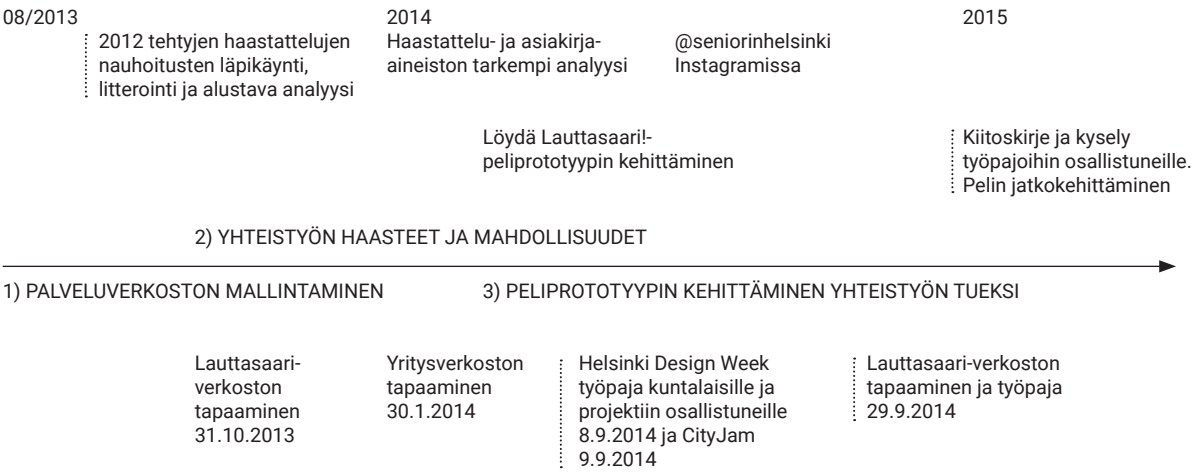 08/2013
2014
2015
2012 tehtyjen haastattelujen
nauhoitusten läpikäynti,
litterointi ja alustava analyysi
Haastattelu- ja asiakirja-
aineiston tarkempi analyysi
@seniorinhelsinki
Instagramissa
Löydä Lauttasaari!-
peliprototyypin kehittäminen
Kiitoskirje ja kysely
työpajoihin osallistuneille.
Pelin jatkokehittäminen
2) YHTEISTYÖN HAASTEET JA MAHDOLLISUUDET
1) PALVELUVERKOSTON MALLINTAMINEN
3) PELIPROTOTYYPIN KEHITTÄMINEN YHTEISTYÖN TUEKSI
Lauttasaari-
verkoston
tapaaminen
31.10.2013
Yritysverkoston
tapaaminen
30.1.2014
Helsinki Design Week
työpaja kuntalaisille ja
projektiin osallistuneille
8.9.2014 ja CityJam
9.9.2014
Lauttasaari-verkoston
tapaaminen ja työpaja
29.9.2014